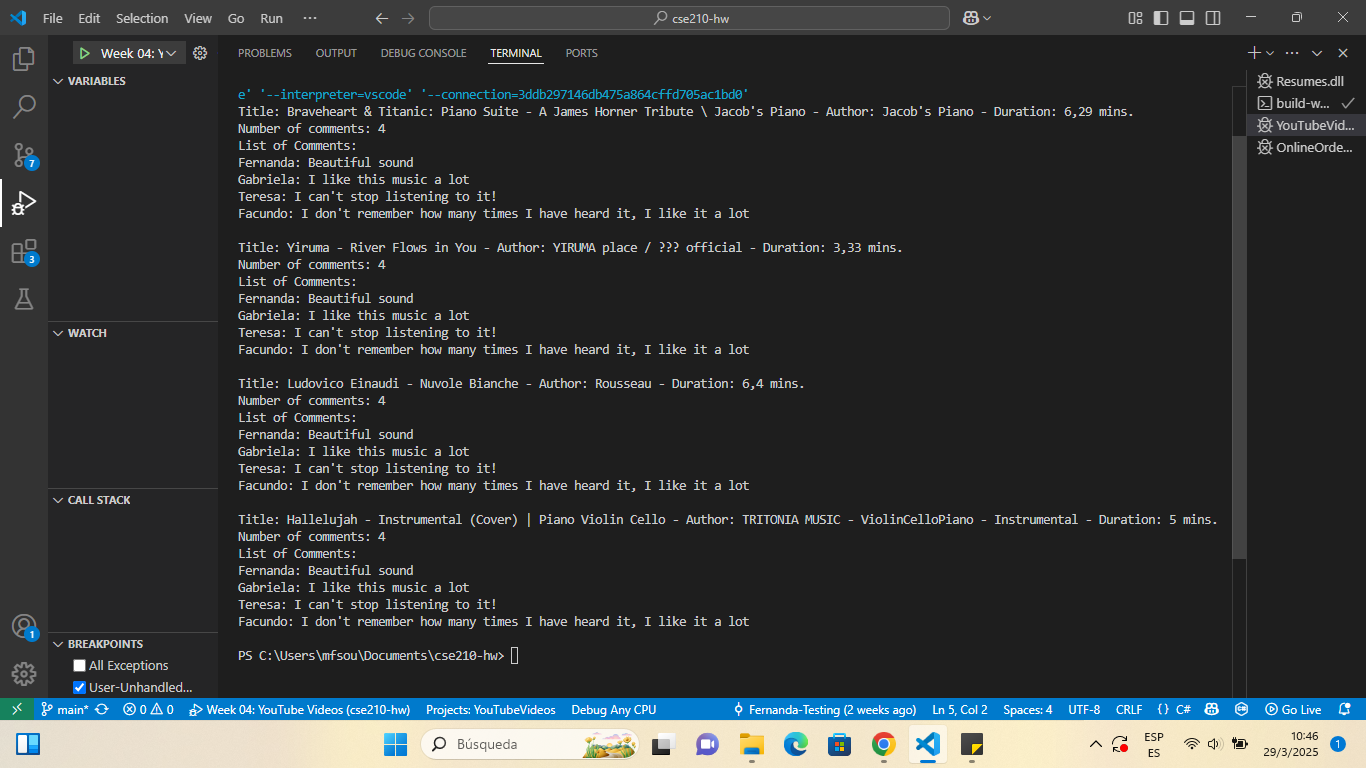 File Edit Selection View Go Run ··· cse210-hw
Week 04: Y
PROBLEMS OUTPUT DEBUG CONSOLE TERMINAL PORTS
VARIABLES
WATCH
CALL STACK
BREAKPOINTS
All Exceptions
User-Unhandled...
7
3
1
e' '--interpreter=vscode' '--connection=3ddb297146db475a864cffd705ac1bd0'
Title: Braveheart & Titanic: Piano Suite - A James Horner Tribute \ Jacob's Piano - Author: Jacob's Piano - Duration: 6,29 mins.
Number of comments: 4
List of Comments:
Fernanda: Beautiful sound
Gabriela: I like this music a lot
Teresa: I can't stop listening to it!
Facundo: I don't remember how many times I have heard it, I like it a lot
Title: Yiruma - River Flows in You - Author: YIRUMA place / ??? official - Duration: 3,33 mins.
Number of comments: 4
List of Comments:
Fernanda: Beautiful sound
Gabriela: I like this music a lot
Teresa: I can't stop listening to it!
Facundo: I don't remember how many times I have heard it, I like it a lot
Title: Ludovico Einaudi - Nuvole Bianche - Author: Rousseau - Duration: 6,4 mins.
Number of comments: 4
List of Comments:
Fernanda: Beautiful sound
Gabriela: I like this music a lot
Teresa: I can't stop listening to it!
Facundo: I don't remember how many times I have heard it, I like it a lot
Title: Hallelujah - Instrumental (Cover) | Piano Violin Cello - Author: TRITONIA MUSIC - ViolinCelloPiano - Instrumental - Duration: 5 mins.
Number of comments: 4
List of Comments:
Fernanda: Beautiful sound
Gabriela: I like this music a lot
Teresa: I can't stop listening to it!
Facundo: I don't remember how many times I have heard it, I like it a lot
PS C:\Users\mfsou\Documents\cse210-hw>
Resumes.dll
build-w...
YouTubeVid...
OnlineOrde...
main* 0 0 Week 04: YouTube Videos (cse210-hw) Projects: YouTubeVideos Debug Any CPU Fernanda-Testing (2 weeks ago) Ln 5, Col 2 Spaces: 4 UTF-8 CRLF {} C# Go Live
Búsqueda
ESP
ES
10:46
29/3/2025
1